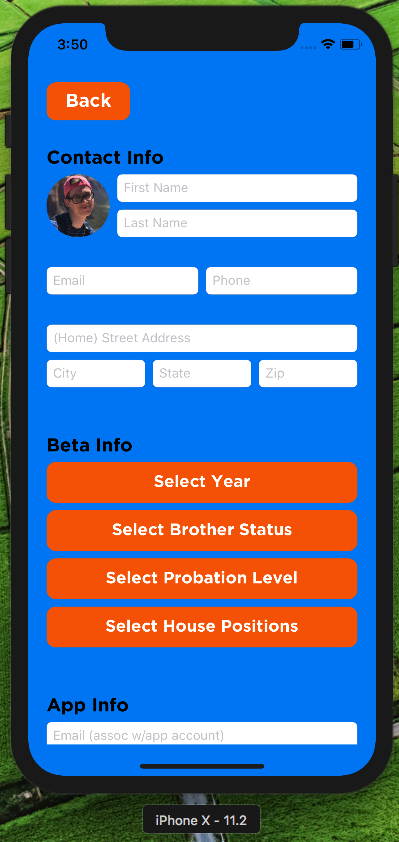 3:50
Back
Contact Info
First Name
Last Name
Email Phone
(Home) Street Address
City State Zip
Beta Info
Select Year
Select Brother Status
Select Probation Level
Select House Positions
App Info
Email (assoc w/app account)
iPhone X - 11.2